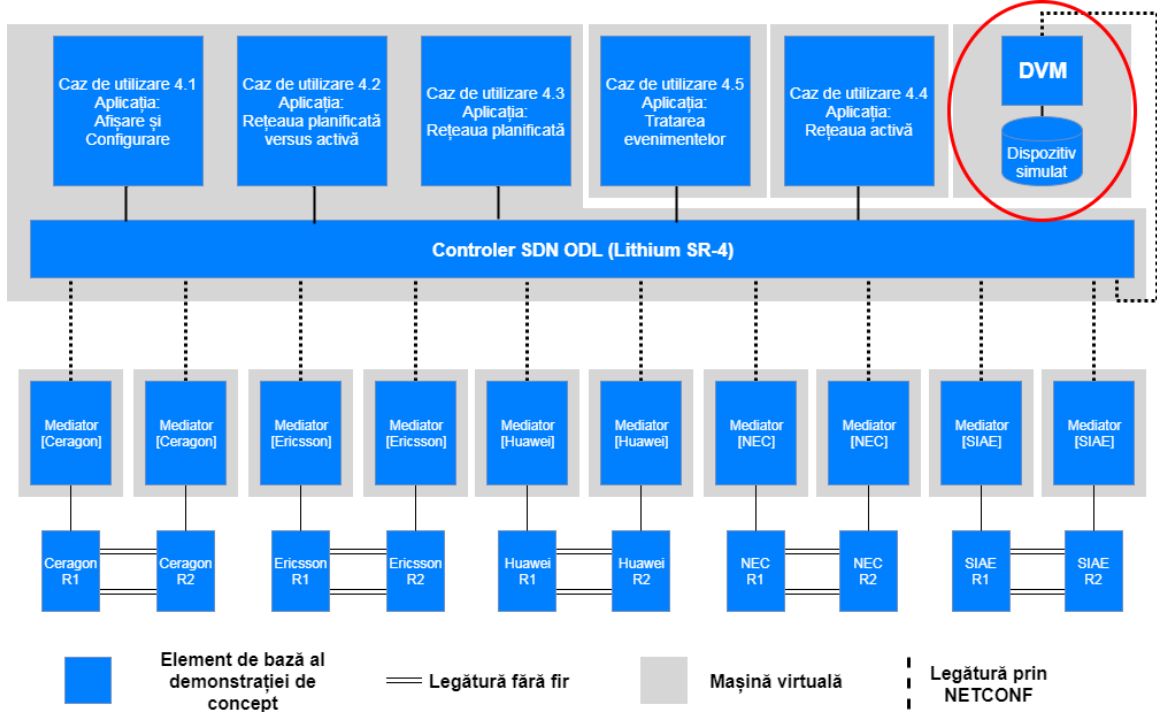 Caz de utilizare 4.1
Aplicația:
Afișare și
Configurare
Caz de utilizare 4.2
Aplicația:
Rețeaua planificată
versus activă
Caz de utilizare 4.3
Aplicația:
Rețeaua planificată
Caz de utilizare 4.5
Aplicația:
Tratarea
evenimentelor
Caz de utilizare 4.4
Aplicația:
Rețeaua activă
DVM
Dispozitiv
simulat
Controler SDN ODL (Lithium SR-4)
Mediator
[Ceragon]
Mediator
[Ceragon]
Mediator
[Ericsson]
Mediator
[Ericsson]
Mediator
[Huawei]
Mediator
[Huawei]
Mediator
[NEC]
Mediator
[NEC]
Mediator
[SIAE]
Mediator
[SIAE]
Ceragon
R1
Ceragon
R2
Ericsson
R1
Ericsson
R2
Huawei
R1
Huawei
R2
NEC
R1
NEC
R2
SIAE
R1
SIAE
R2
Element de bază al
demonstrației de
concept
Legătură fără fir
Mașină virtuală
Legătură prin
NETCONF